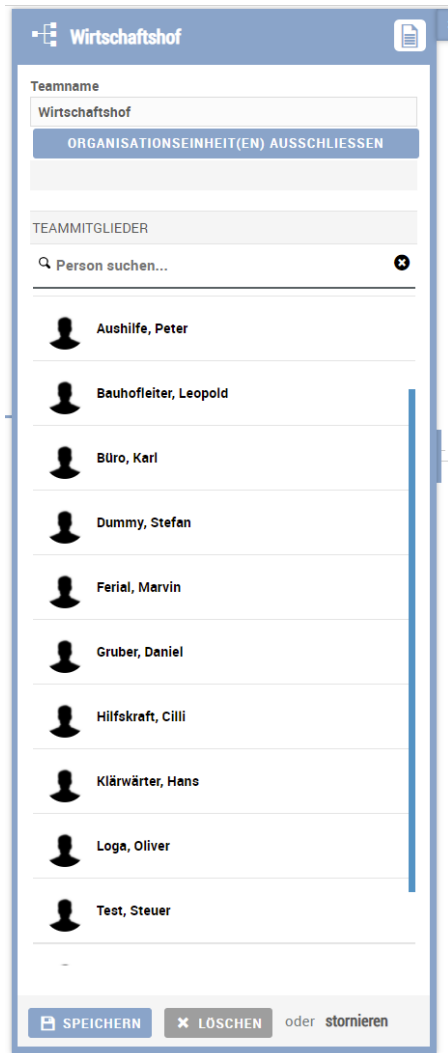 Wirtschaftshof
Teamname
Wirtschaftshof
ORGANISATIONSEINHEIT(EN) AUSSCHLIESSEN
TEAMMITGLIEDER
Person suchen...
Aushilfe, Peter
Bauhofleiter, Leopold
Büro, Karl
Dummy, Stefan
Ferial, Marvin
Gruber, Daniel
Hilfskraft, Cilli
Klärwärter, Hans
Loga, Oliver
Test, Steuer
SPEICHERN LÖSCHEN oder stornieren